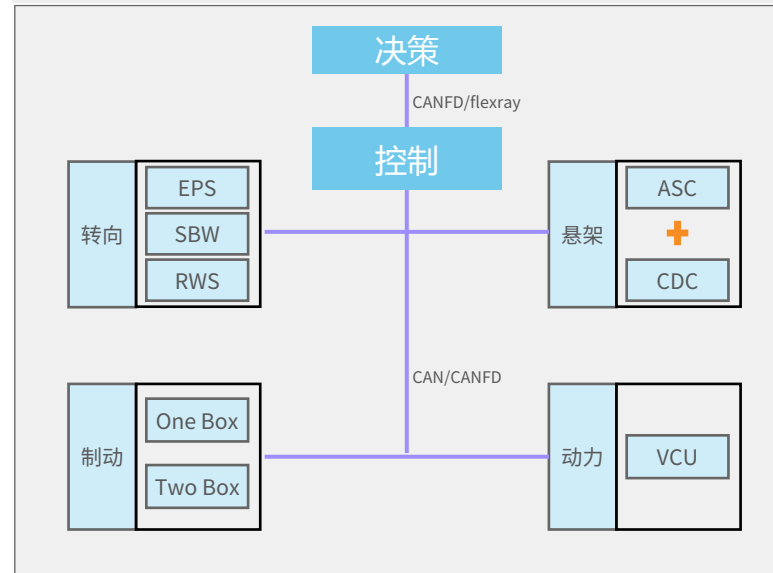 决策
CANFD/flexray
控制
转向
EPS
SBW
RWS
悬架
ASC
CDC
CAN/CANFD
制动
One Box
Two Box
动力
VCU